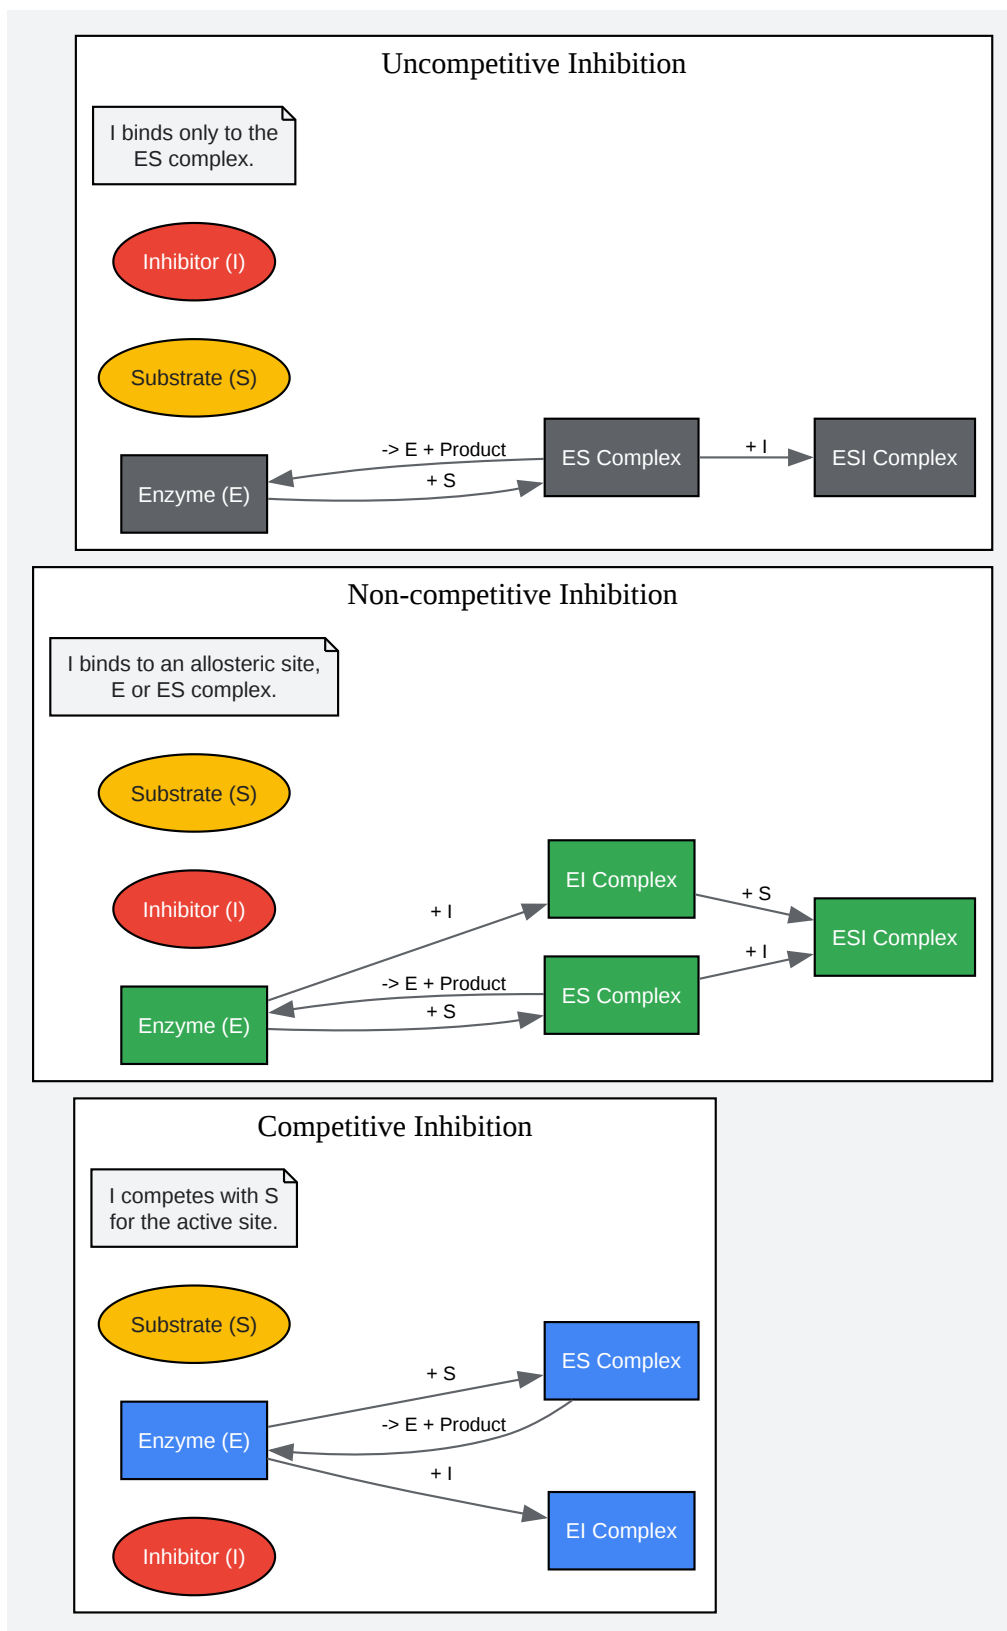 Uncompetitive Inhibition
I binds only to the
ES complex.
Inhibitor (I)
Substrate (S)
Enzyme (E)
-> E + Product
+ S
ES Complex
+ I
ESI Complex
Non-competitive Inhibition
I binds to an allosteric site,
E or ES complex.
Substrate (S)
Inhibitor (I)
Enzyme (E)
+ I
-> E + Product
+ S
EI Complex
ES Complex
+ S
+ I
ESI Complex
Competitive Inhibition
I competes with S
for the active site.
Substrate (S)
Enzyme (E)
Inhibitor (I)
+ S
-> E + Product
+ I
ES Complex
EI Complex